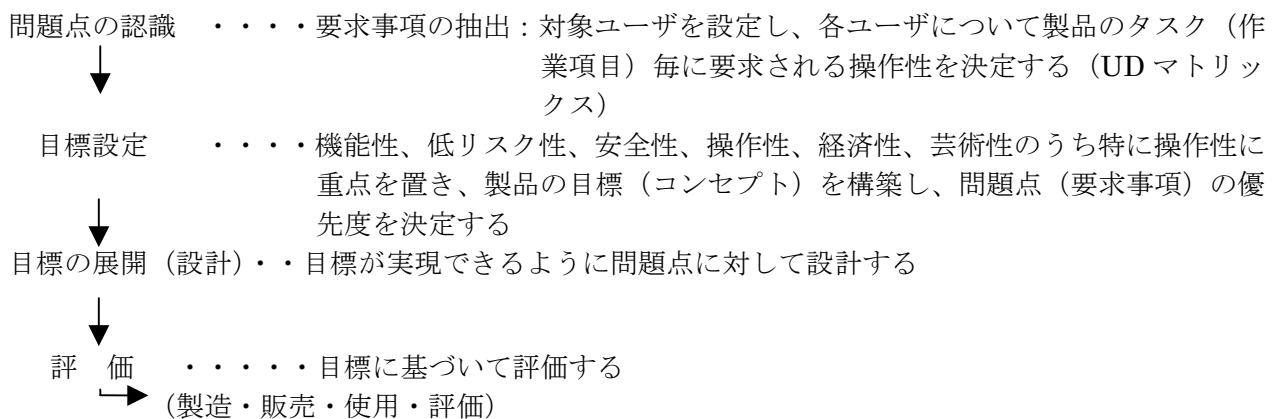 問題点の認識 ・・・・要求事項の抽出：対象ユーザを設定し、各ユーザについて製品のタスク（作
業項目）毎に要求される操作性を決定する（UD マトリッ
クス）
目標設定 ・・・・機能性、低リスク性、安全性、操作性、経済性、芸術性のうち特に操作性に
重点を置き、製品の目標（コンセプト）を構築し、問題点（要求事項）の優
先度を決定する
目標の展開（設計）・・目標が実現できるように問題点に対して設計する
評 価 ・・・・・目標に基づいて評価する
（製造・販売・使用・評価）